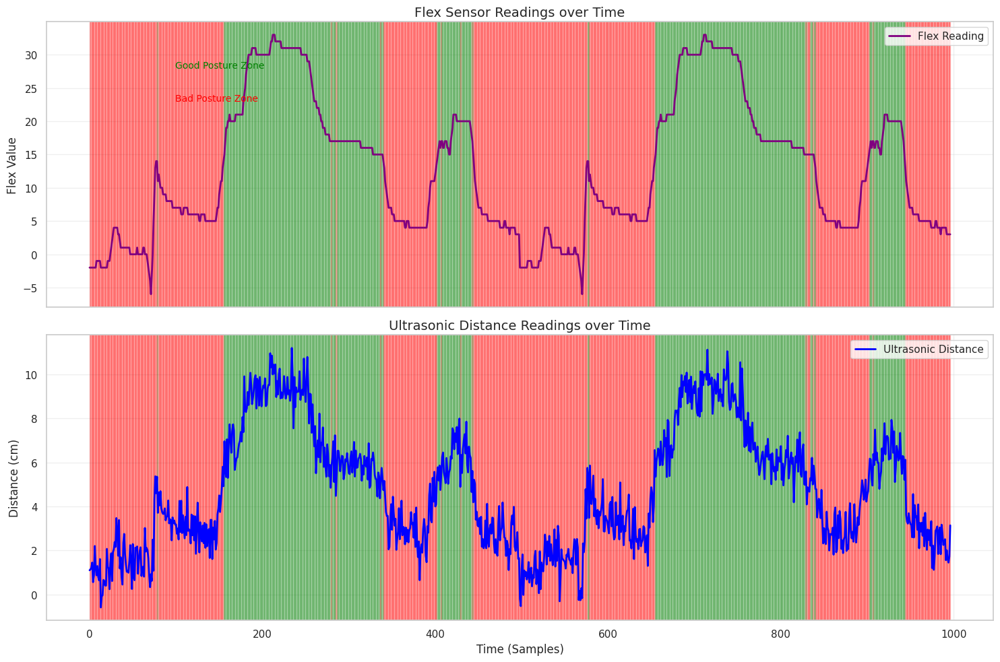 Flex Sensor Readings over Time
Flex Reading
Good Posture Zone
Bad Posture Zone
Flex Value
30
25
20
15
10
5
0
−5
Ultrasonic Distance Readings over Time
Ultrasonic Distance
Distance (cm)
10
8
6
4
2
0
0 200 400 600 800 1000
Time (Samples)